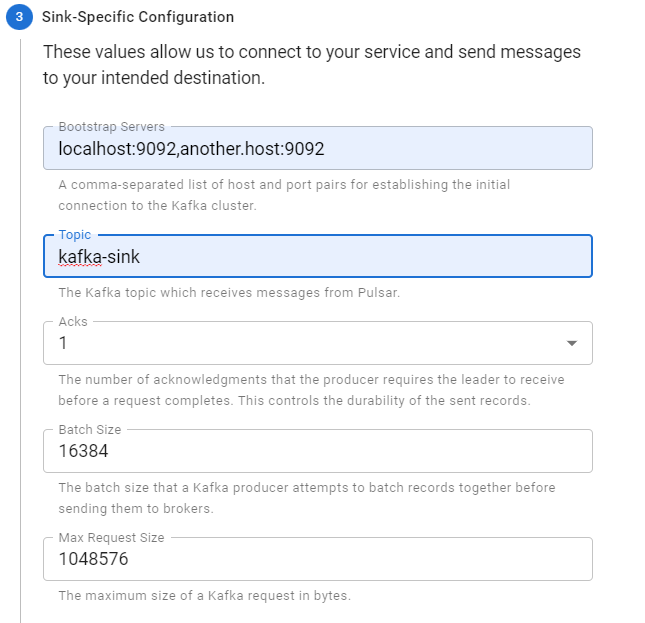 3 Sink-Specific Configuration
These values allow us to connect to your service and send messages
to your intended destination.
Bootstrap Servers
localhost:9092,another.host:9092
A comma-separated list of host and port pairs for establishing the initial
connection to the Kafka cluster.
Topic
kafka-sink
The Kafka topic which receives messages from Pulsar.
Acks
1
The number of acknowledgments that the producer requires the leader to receive
before a request completes. This controls the durability of the sent records.
Batch Size
16384
The batch size that a Kafka producer attempts to batch records together before
sending them to brokers.
Max Request Size
1048576
The maximum size of a Kafka request in bytes.